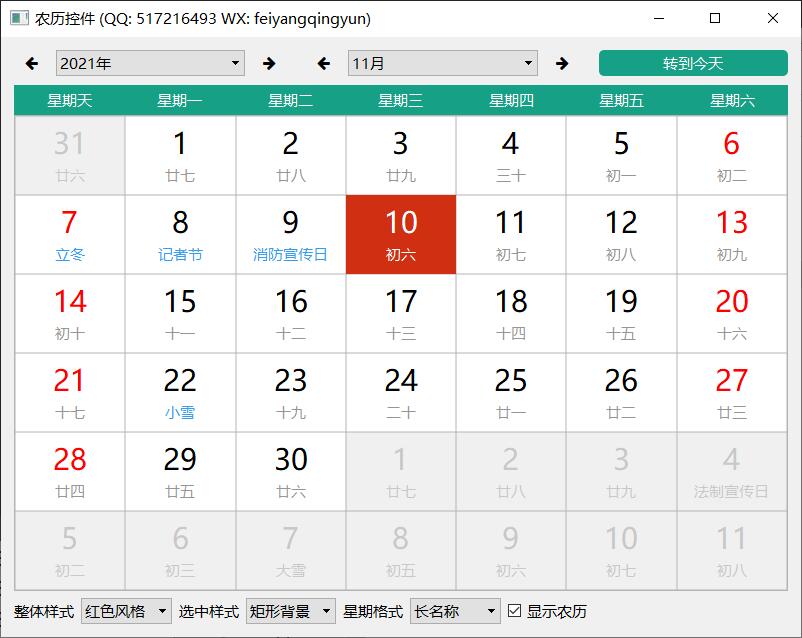 农历控件 (QQ: 517216493 WX: feiyangqingyun)
2021年 11月 转到今天
星期天 星期一 星期二 星期三 星期四 星期五 星期六
31 1 2 3 4 5 6
廿六 廿七 廿八 廿九 三十 初一 初二
7 8 9 10 11 12 13
立冬 记者节 消防宣传日 初六 初七 初八 初九
14 15 16 17 18 19 20
初十 十一 十二 十三 十四 十五 十六
21 22 23 24 25 26 27
十七 小雪 十九 二十 廿一 廿二 廿三
28 29 30 1 2 3 4
廿四 廿五 廿六 廿七 廿八 廿九 法制宣传日
5 6 7 8 9 10 11
初二 初三 大雪 初五 初六 初七 初八
整体样式 红色风格 选中样式 矩形背景 星期格式 长名称 显示农历